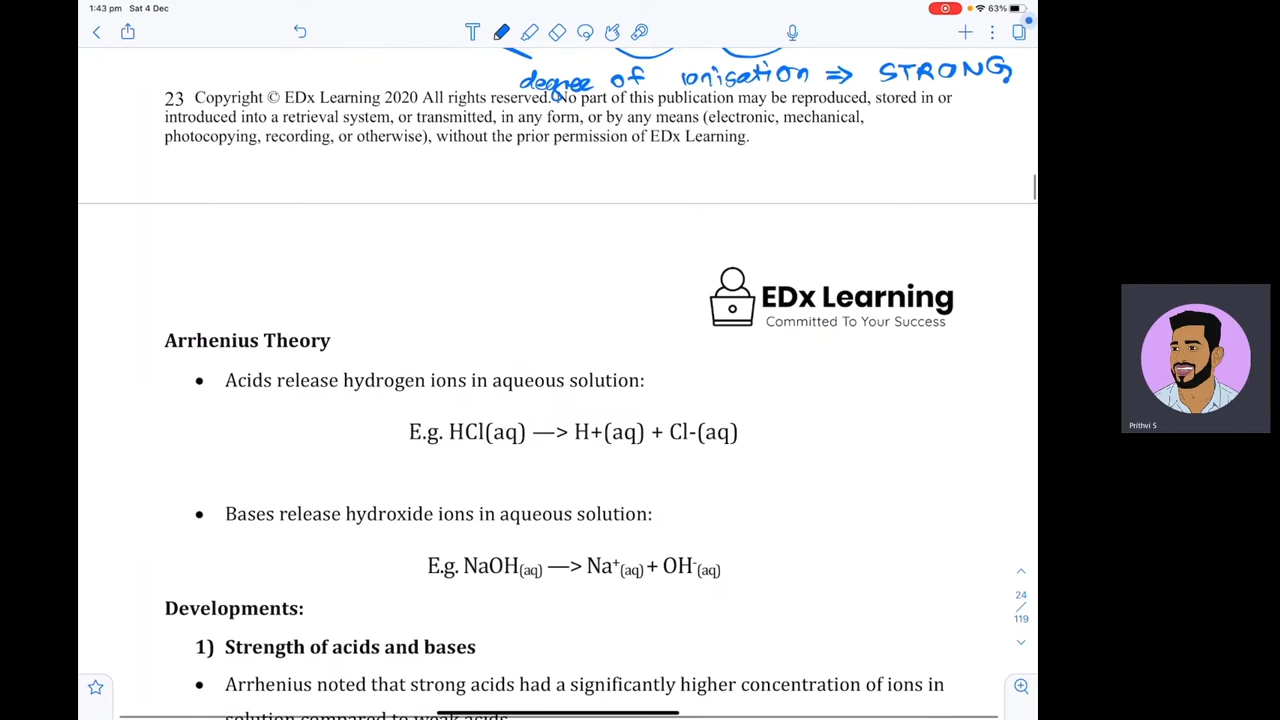 1:43 pm Sat 4 Dec
63%
degree of ionisation ⇒ STRONG
23 Copyright © EDx Learning 2020 All rights reserved. No part of this publication may be reproduced, stored in or
introduced into a retrieval system, or transmitted, in any form, or by any means (electronic, mechanical,
photocopying, recording, or otherwise), without the prior permission of EDx Learning.
EDx Learning
Committed To Your Success
Arrhenius Theory
• Acids release hydrogen ions in aqueous solution:
E.g. HCl(aq) —> H+(aq) + Cl-(aq)
• Bases release hydroxide ions in aqueous solution:
E.g. NaOH(aq) —> Na⁺(aq) + OH⁻(aq)
Developments:
1) Strength of acids and bases
• Arrhenius noted that strong acids had a significantly higher concentration of ions in
solution compared to weak acids
24
/
119
Prithvi S